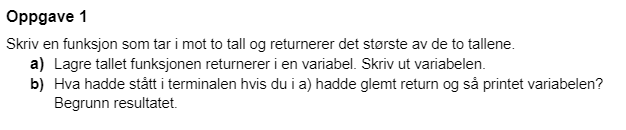 Oppgave 1
Skriv en funksjon som tar i mot to tall og returnerer det største av de to tallene.
a) Lagre tallet funksjonen returnerer i en variabel. Skriv ut variabelen.
b) Hva hadde stått i terminalen hvis du i a) hadde glemt return og så printet variabelen?
Begrunn resultatet.